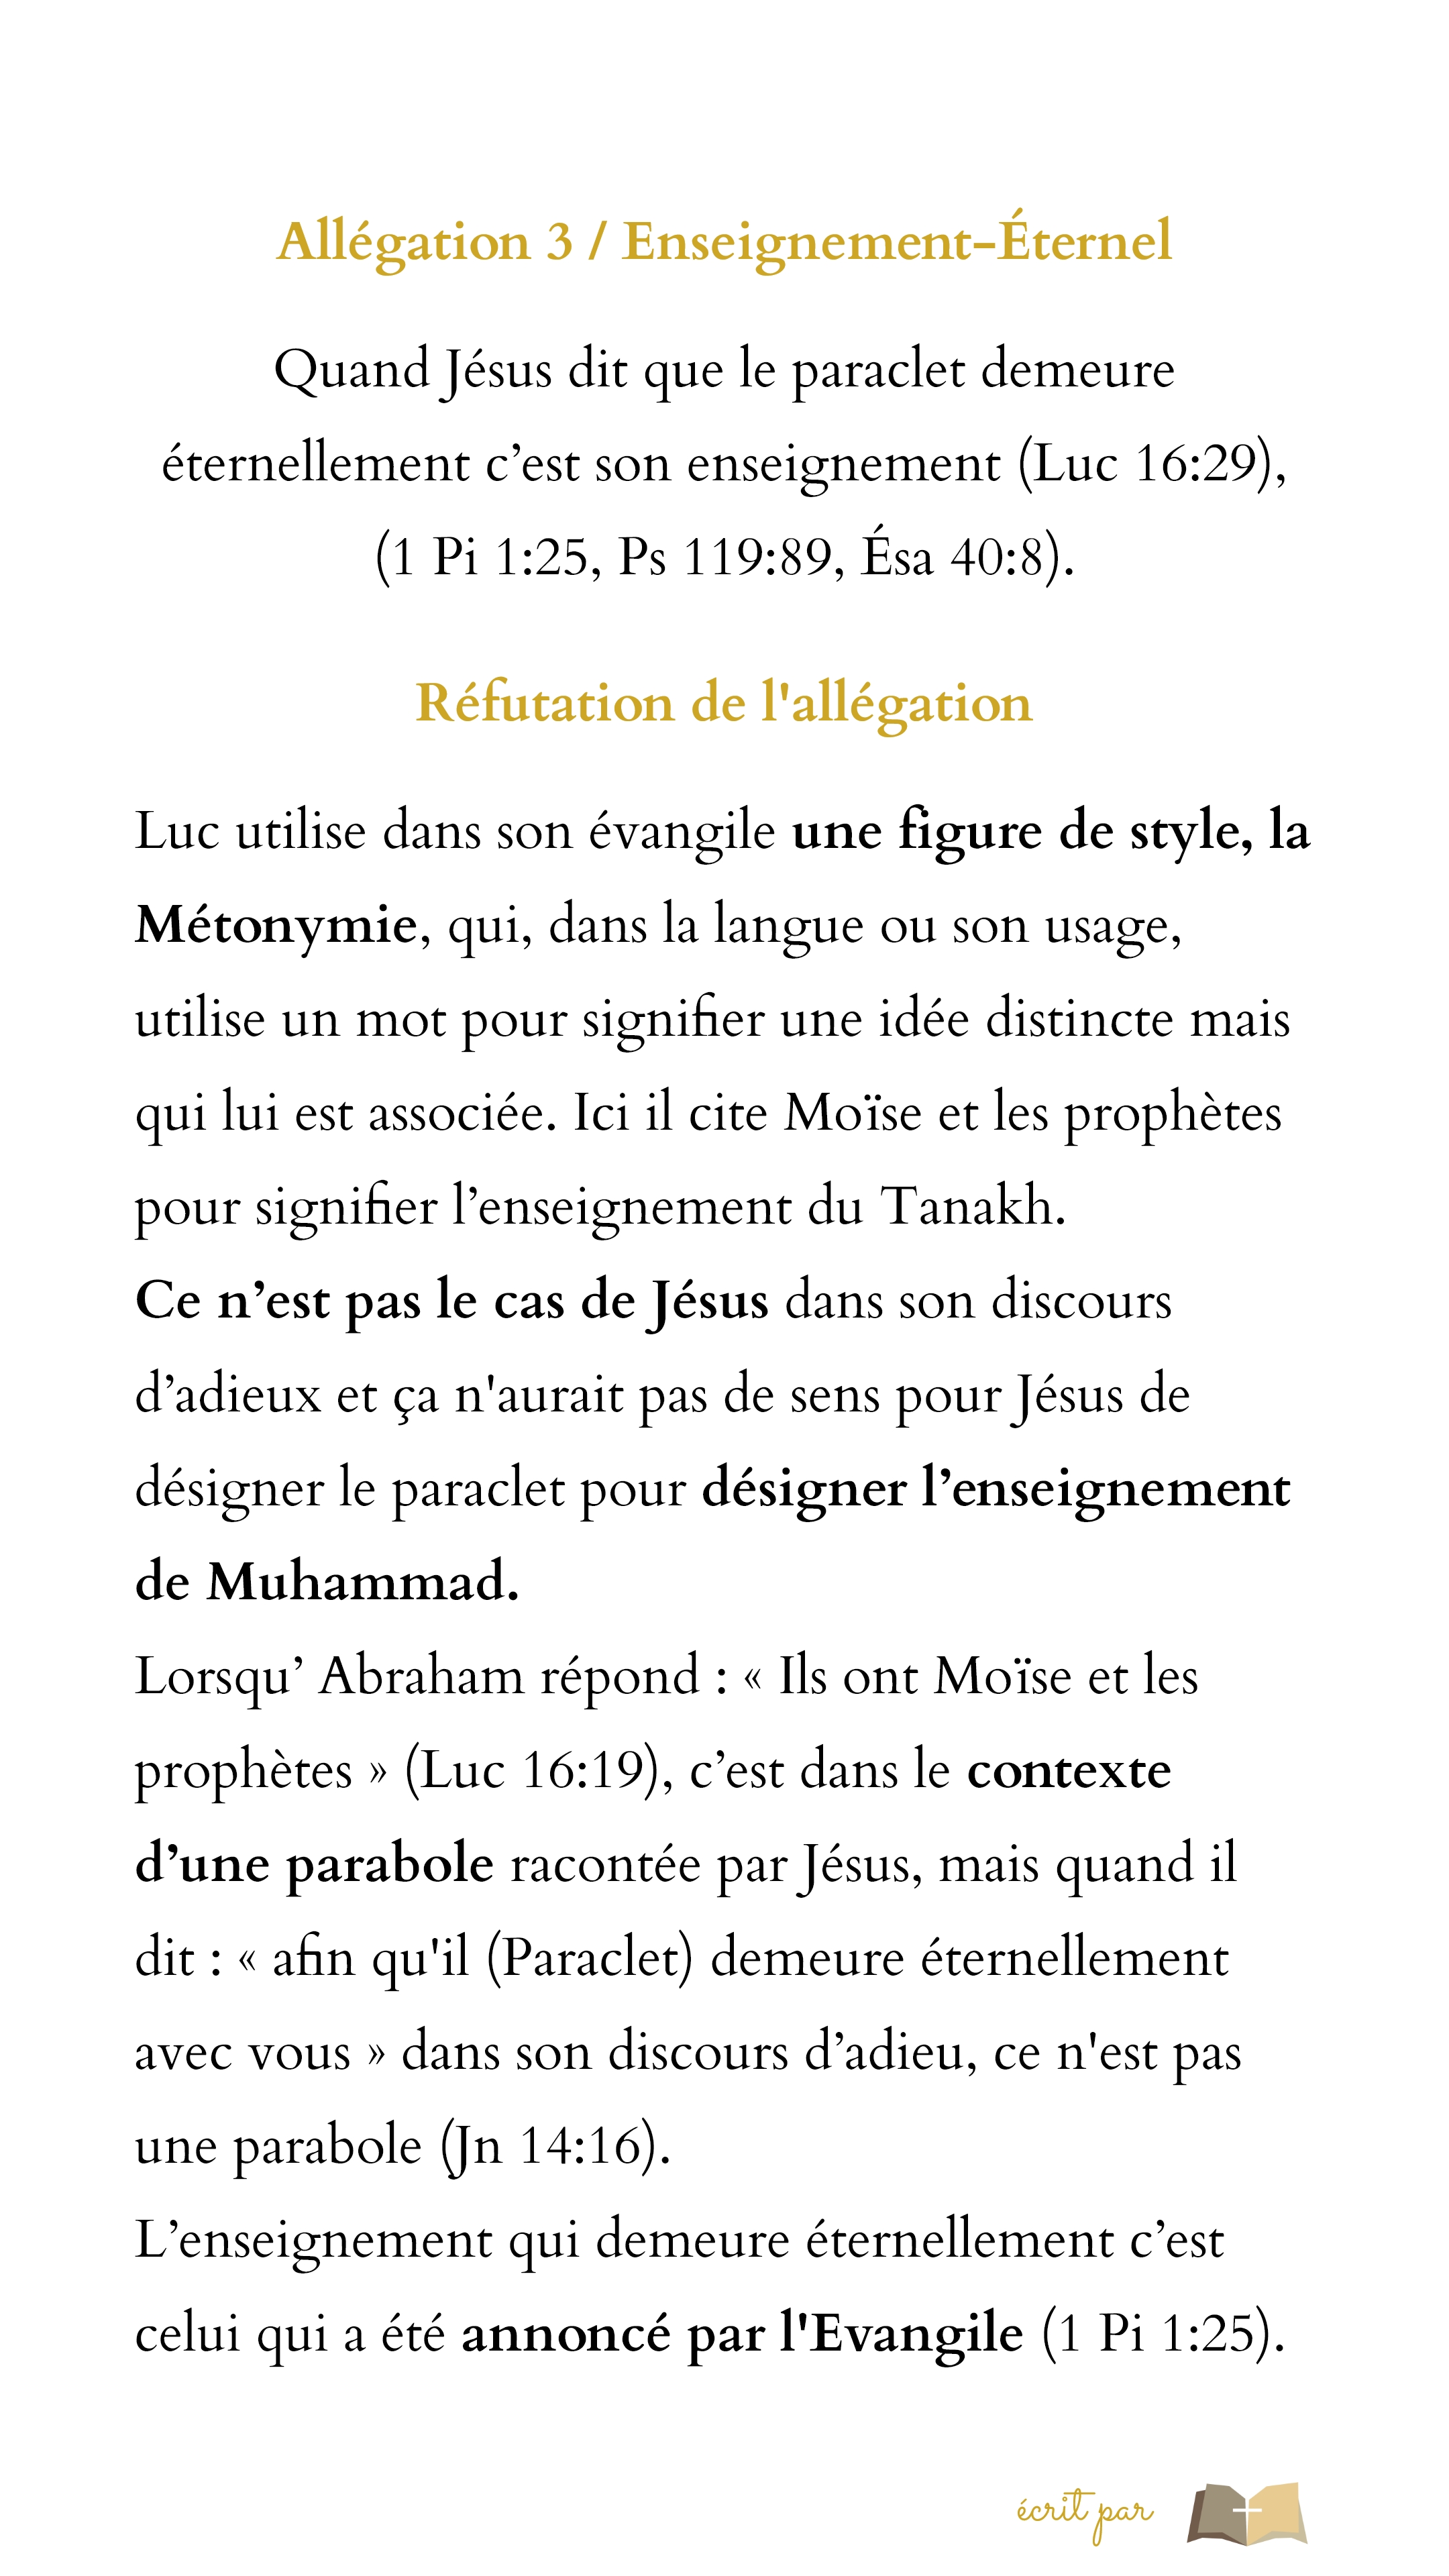 Allégation 3 / Enseignement-Éternel
Quand Jésus dit que le paraclet demeure
éternellement c’est son enseignement (Luc 16:29),
(1 Pi 1:25, Ps 119:89, Ésa 40:8).
Réfutation de l'allégation
Luc utilise dans son évangile une figure de style, la
Métonymie, qui, dans la langue ou son usage,
utilise un mot pour signifier une idée distincte mais
qui lui est associée. Ici il cite Moïse et les prophètes
pour signifier l’enseignement du Tanakh.
Ce n’est pas le cas de Jésus dans son discours
d’adieux et ça n'aurait pas de sens pour Jésus de
désigner le paraclet pour désigner l’enseignement
de Muhammad.
Lorsqu’ Abraham répond : « Ils ont Moïse et les
prophètes » (Luc 16:19), c’est dans le contexte
d’une parabole racontée par Jésus, mais quand il
dit : « afin qu'il (Paraclet) demeure éternellement
avec vous » dans son discours d’adieu, ce n'est pas
une parabole (Jn 14:16).
L’enseignement qui demeure éternellement c’est
celui qui a été annoncé par l'Evangile (1 Pi 1:25).
écrit par